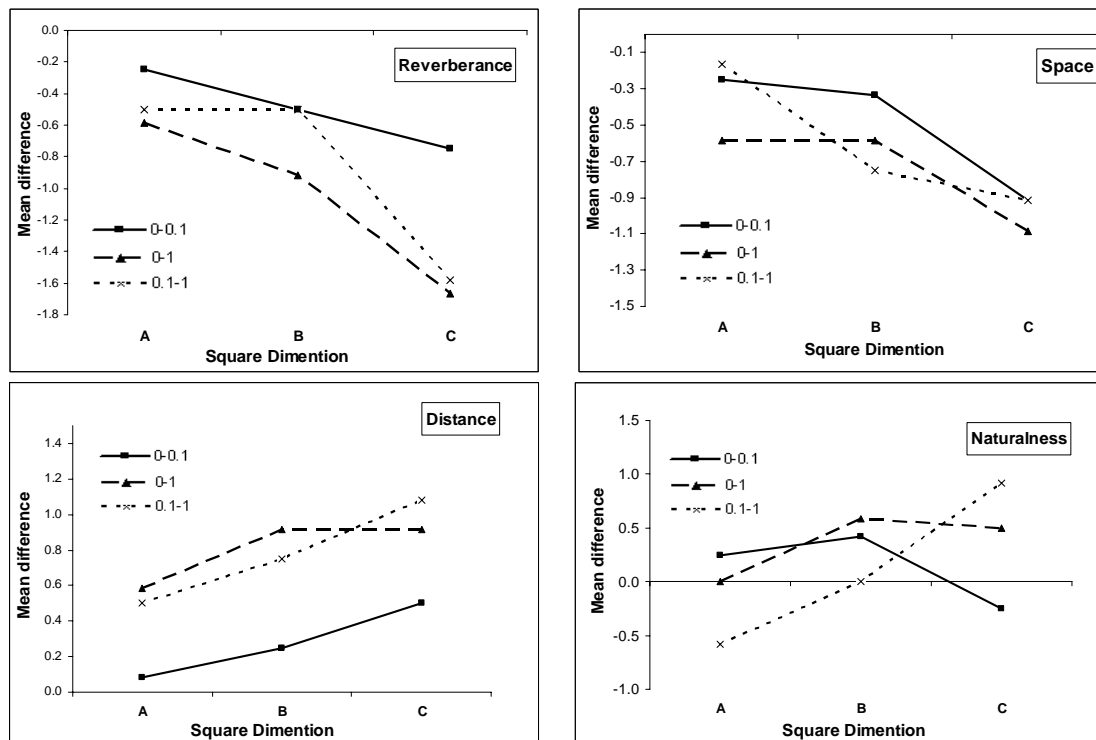 Reverberance
Mean difference
0.0
-0.2
-0.4
-0.6
-0.8
-1.0
-1.2
-1.4
-1.6
-1.8
0-0.1
0-1
0.1-1
A B C
Square Dimention
Space
Mean difference
-0.1
-0.3
-0.5
-0.7
-0.9
-1.1
-1.3
-1.5
0-0.1
0-1
0.1-1
A B C
Square Dimention
Distance
Mean difference
1.4
1.2
1.0
0.8
0.6
0.4
0.2
0.0
0-0.1
0-1
0.1-1
A B C
Square Dimention
Naturalness
Mean difference
1.5
1.0
0.5
0.0
-0.5
-1.0
0-0.1
0-1
0.1-1
A B C
Square Dimention